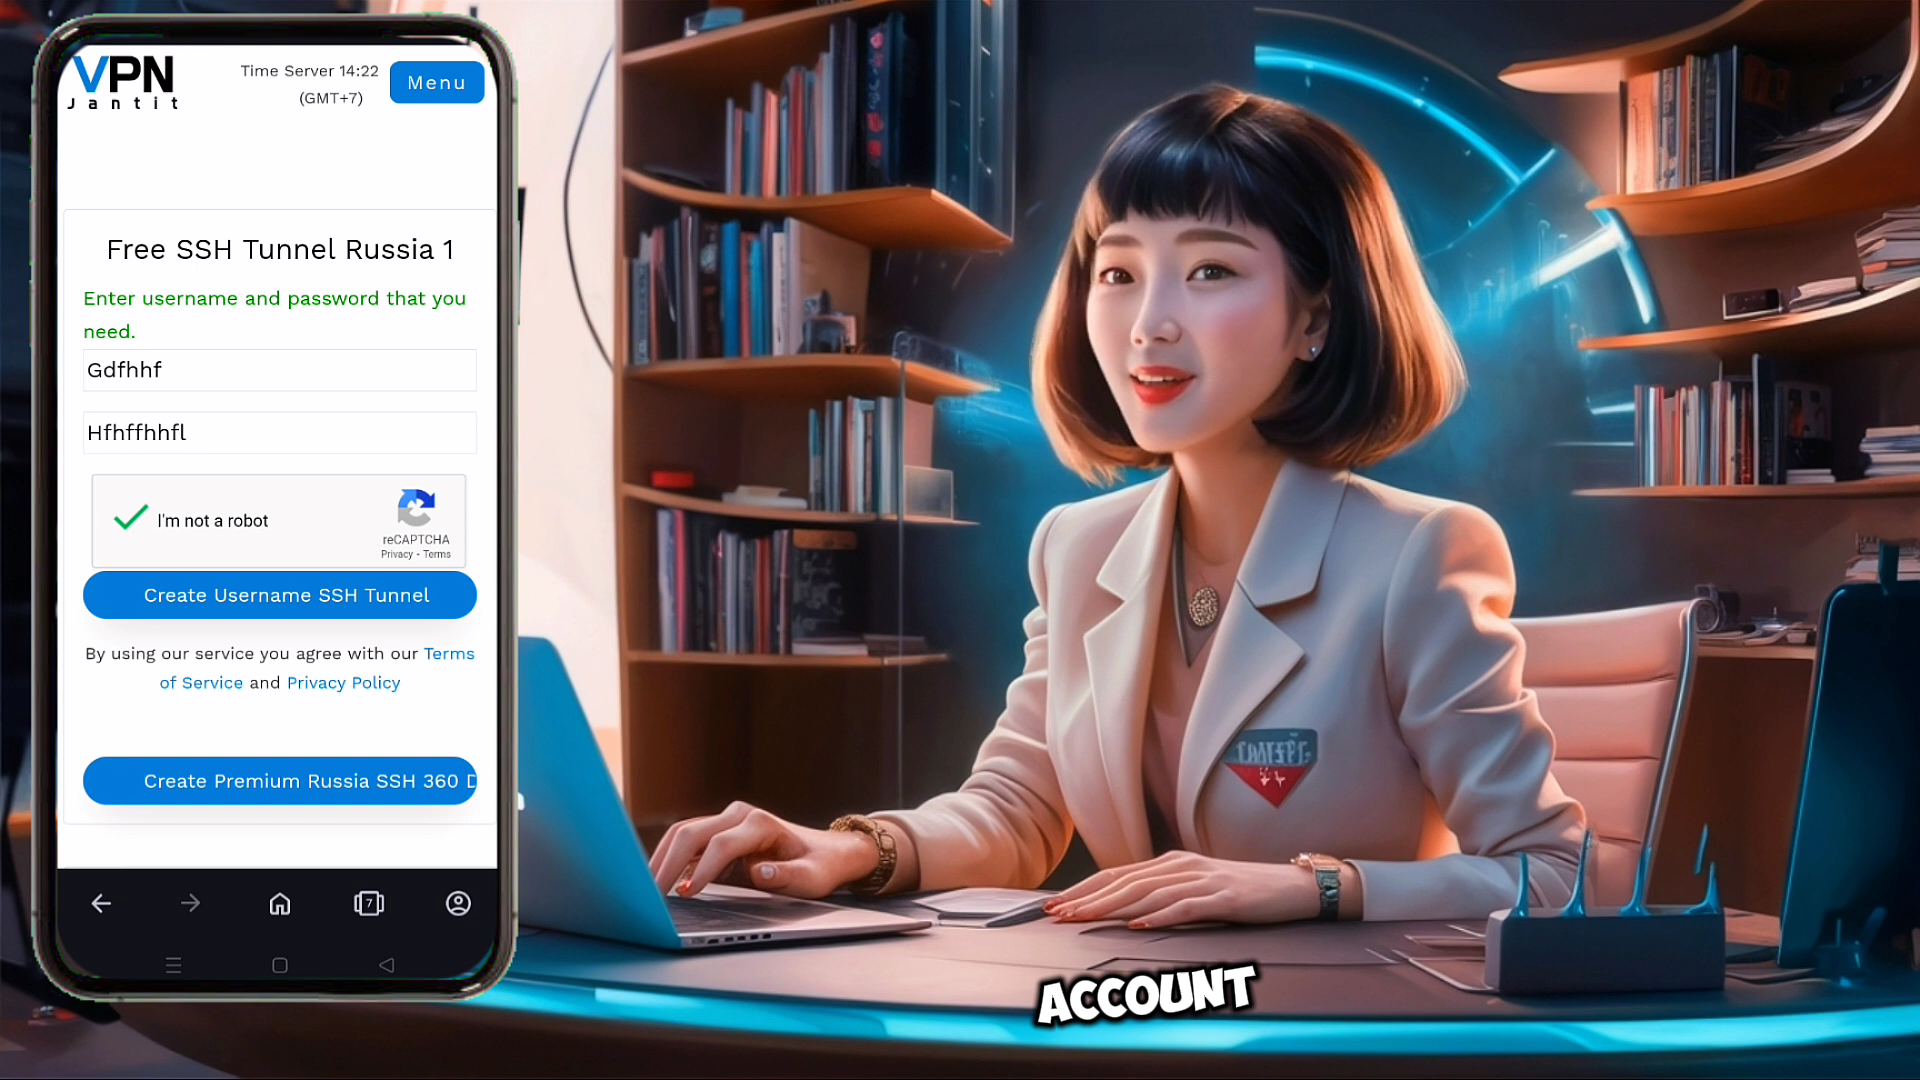 VPN
Jantit
Time Server 14:22
(GMT+7)
Menu
Free SSH Tunnel Russia 1
Enter username and password that you
need.
Gdfhhf
Hfhffhhfl
I'm not a robot
reCAPTCHA
Privacy - Terms
Create Username SSH Tunnel
By using our service you agree with our Terms
of Service and Privacy Policy
Create Premium Russia SSH 360 D
7
ACCOUNT